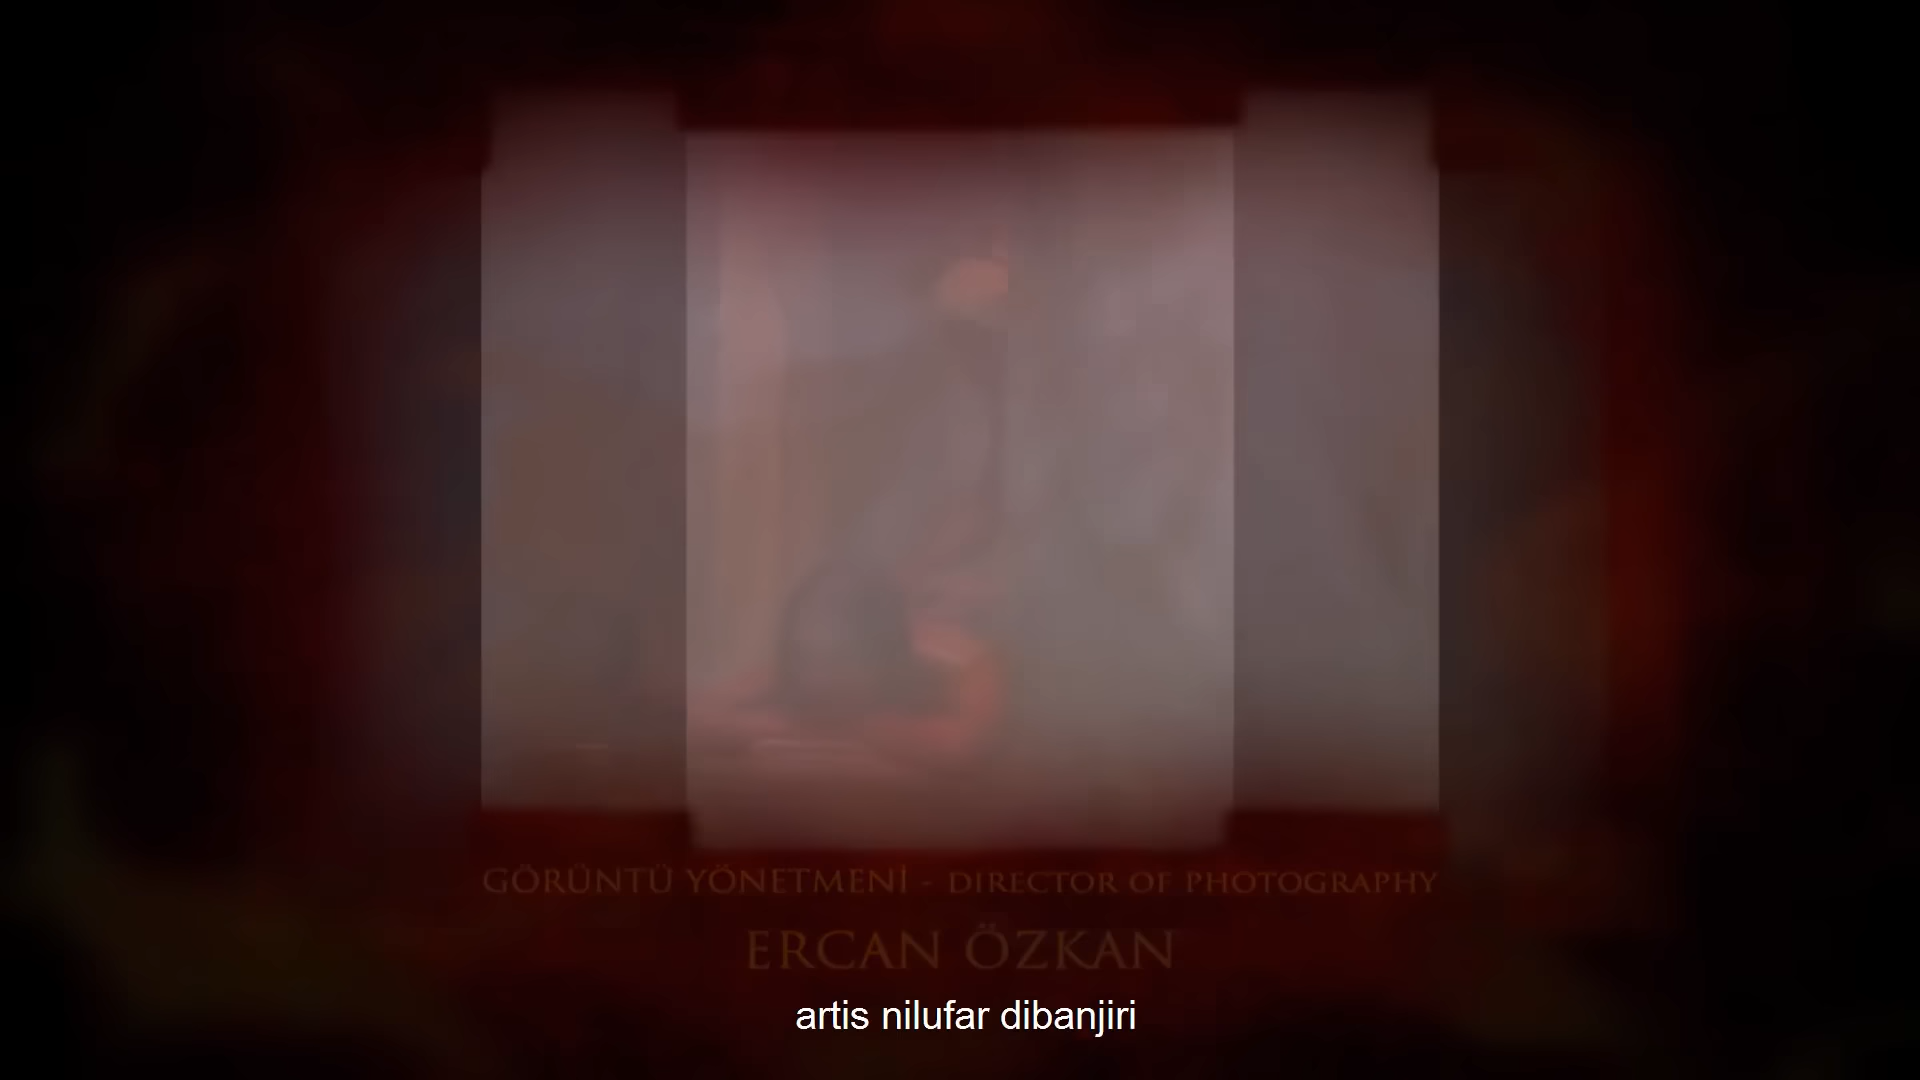 GÖRÜNTÜ YÖNETMENİ - DIRECTOR OF PHOTOGRAPHY
ERCAN ÖZKAN
artis nilufar dibanjiri